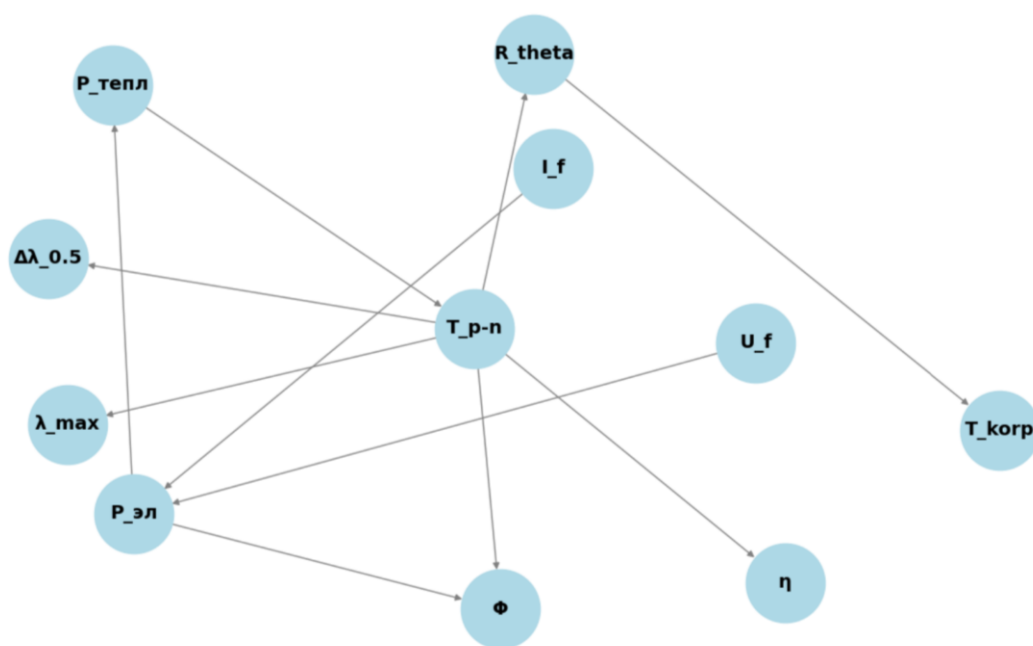 R_theta
P_тепл
I_f
Δλ_0.5
T_p-n
U_f
λ_max
T_korp
P_эл
η
Φ